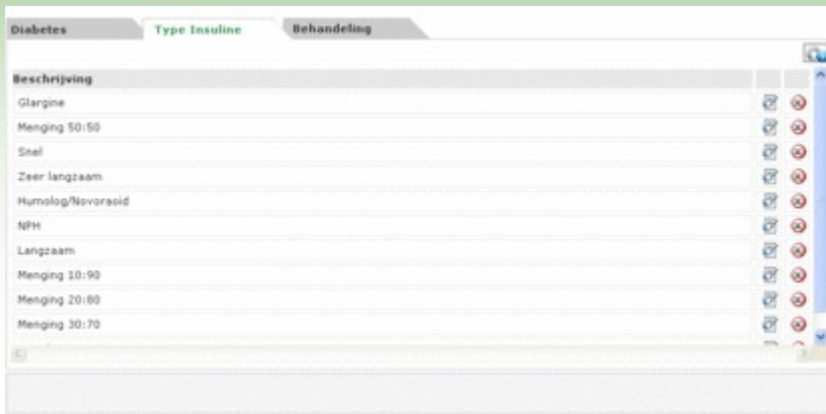 Diabetes Type Insuline Behandeling
Beschrijving
Glargine
Menging 50:50
Snel
Zeer langzaam
Humolog/Novoraoid
NPH
Langzaam
Menging 10:90
Menging 20:80
Menging 30:70